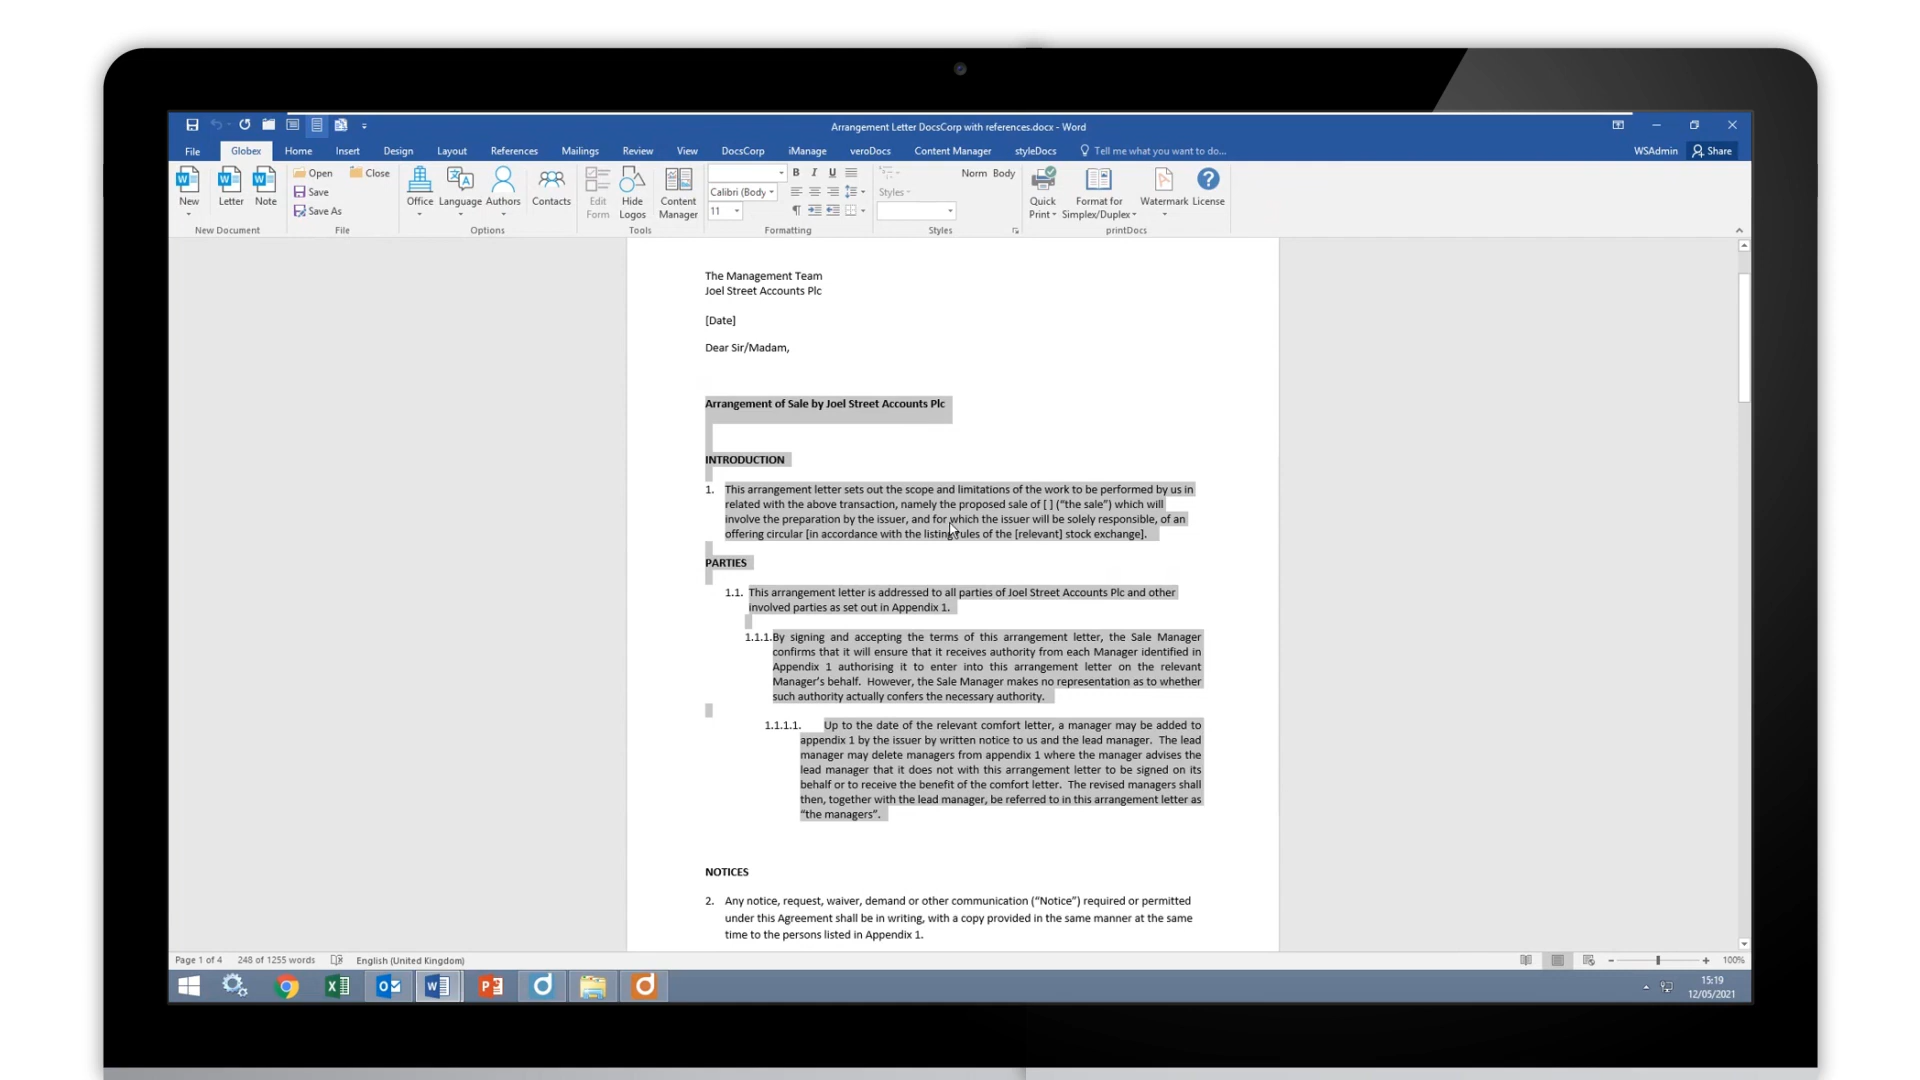 Arrangement Letter DocsCorp with references.docx - Word
File Globex Home Insert Design Layout References Mailings Review View DocsCorp iManage veroDocs Content Manager styleDocs Tell me what you want to do... WSAdmin Share
New Letter Note
New Document
Open Close
Save
Save As
File
Office Language Authors Contacts
Options
Edit Form Hide Logos Content Manager
Tools
B I U
Calibri (Body
11
Formatting
Norm Body
Styles
Styles
Quick Print Format for Simplex/Duplex Watermark License
printDocs
The Management Team
Joel Street Accounts Plc
[Date]
Dear Sir/Madam,
Arrangement of Sale by Joel Street Accounts Plc
INTRODUCTION
1. This arrangement letter sets out the scope and limitations of the work to be performed by us in
related with the above transaction, namely the proposed sale of [ ] (“the sale”) which will
involve the preparation by the issuer, and for which the issuer will be solely responsible, of an
offering circular [in accordance with the listing rules of the [relevant] stock exchange].
PARTIES
1.1. This arrangement letter is addressed to all parties of Joel Street Accounts Plc and other
involved parties as set out in Appendix 1.
1.1.1. By signing and accepting the terms of this arrangement letter, the Sale Manager
confirms that it will ensure that it receives authority from each Manager identified in
Appendix 1 authorising it to enter into this arrangement letter on the relevant
Manager’s behalf. However, the Sale Manager makes no representation as to whether
such authority actually confers the necessary authority.
1.1.1.1. Up to the date of the relevant comfort letter, a manager may be added to
appendix 1 by the issuer by written notice to us and the lead manager. The lead
manager may delete managers from appendix 1 where the manager advises the
lead manager that it does not with this arrangement letter to be signed on its
behalf or to receive the benefit of the comfort letter. The revised managers shall
then, together with the lead manager, be referred to in this arrangement letter as
“the managers”.
NOTICES
2. Any notice, request, waiver, demand or other communication (“Notice”) required or permitted
under this Agreement shall be in writing, with a copy provided in the same manner at the same
time to the persons listed in Appendix 1.
Page 1 of 4 248 of 1255 words English (United Kingdom) 100%
15:19
12/05/2021